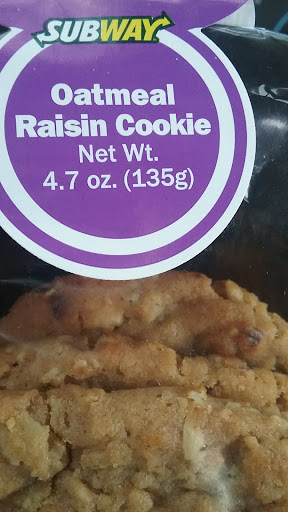 SUBWAY
Oatmeal
Raisin Cookie
Net Wt.
4.7 oz. (135g)